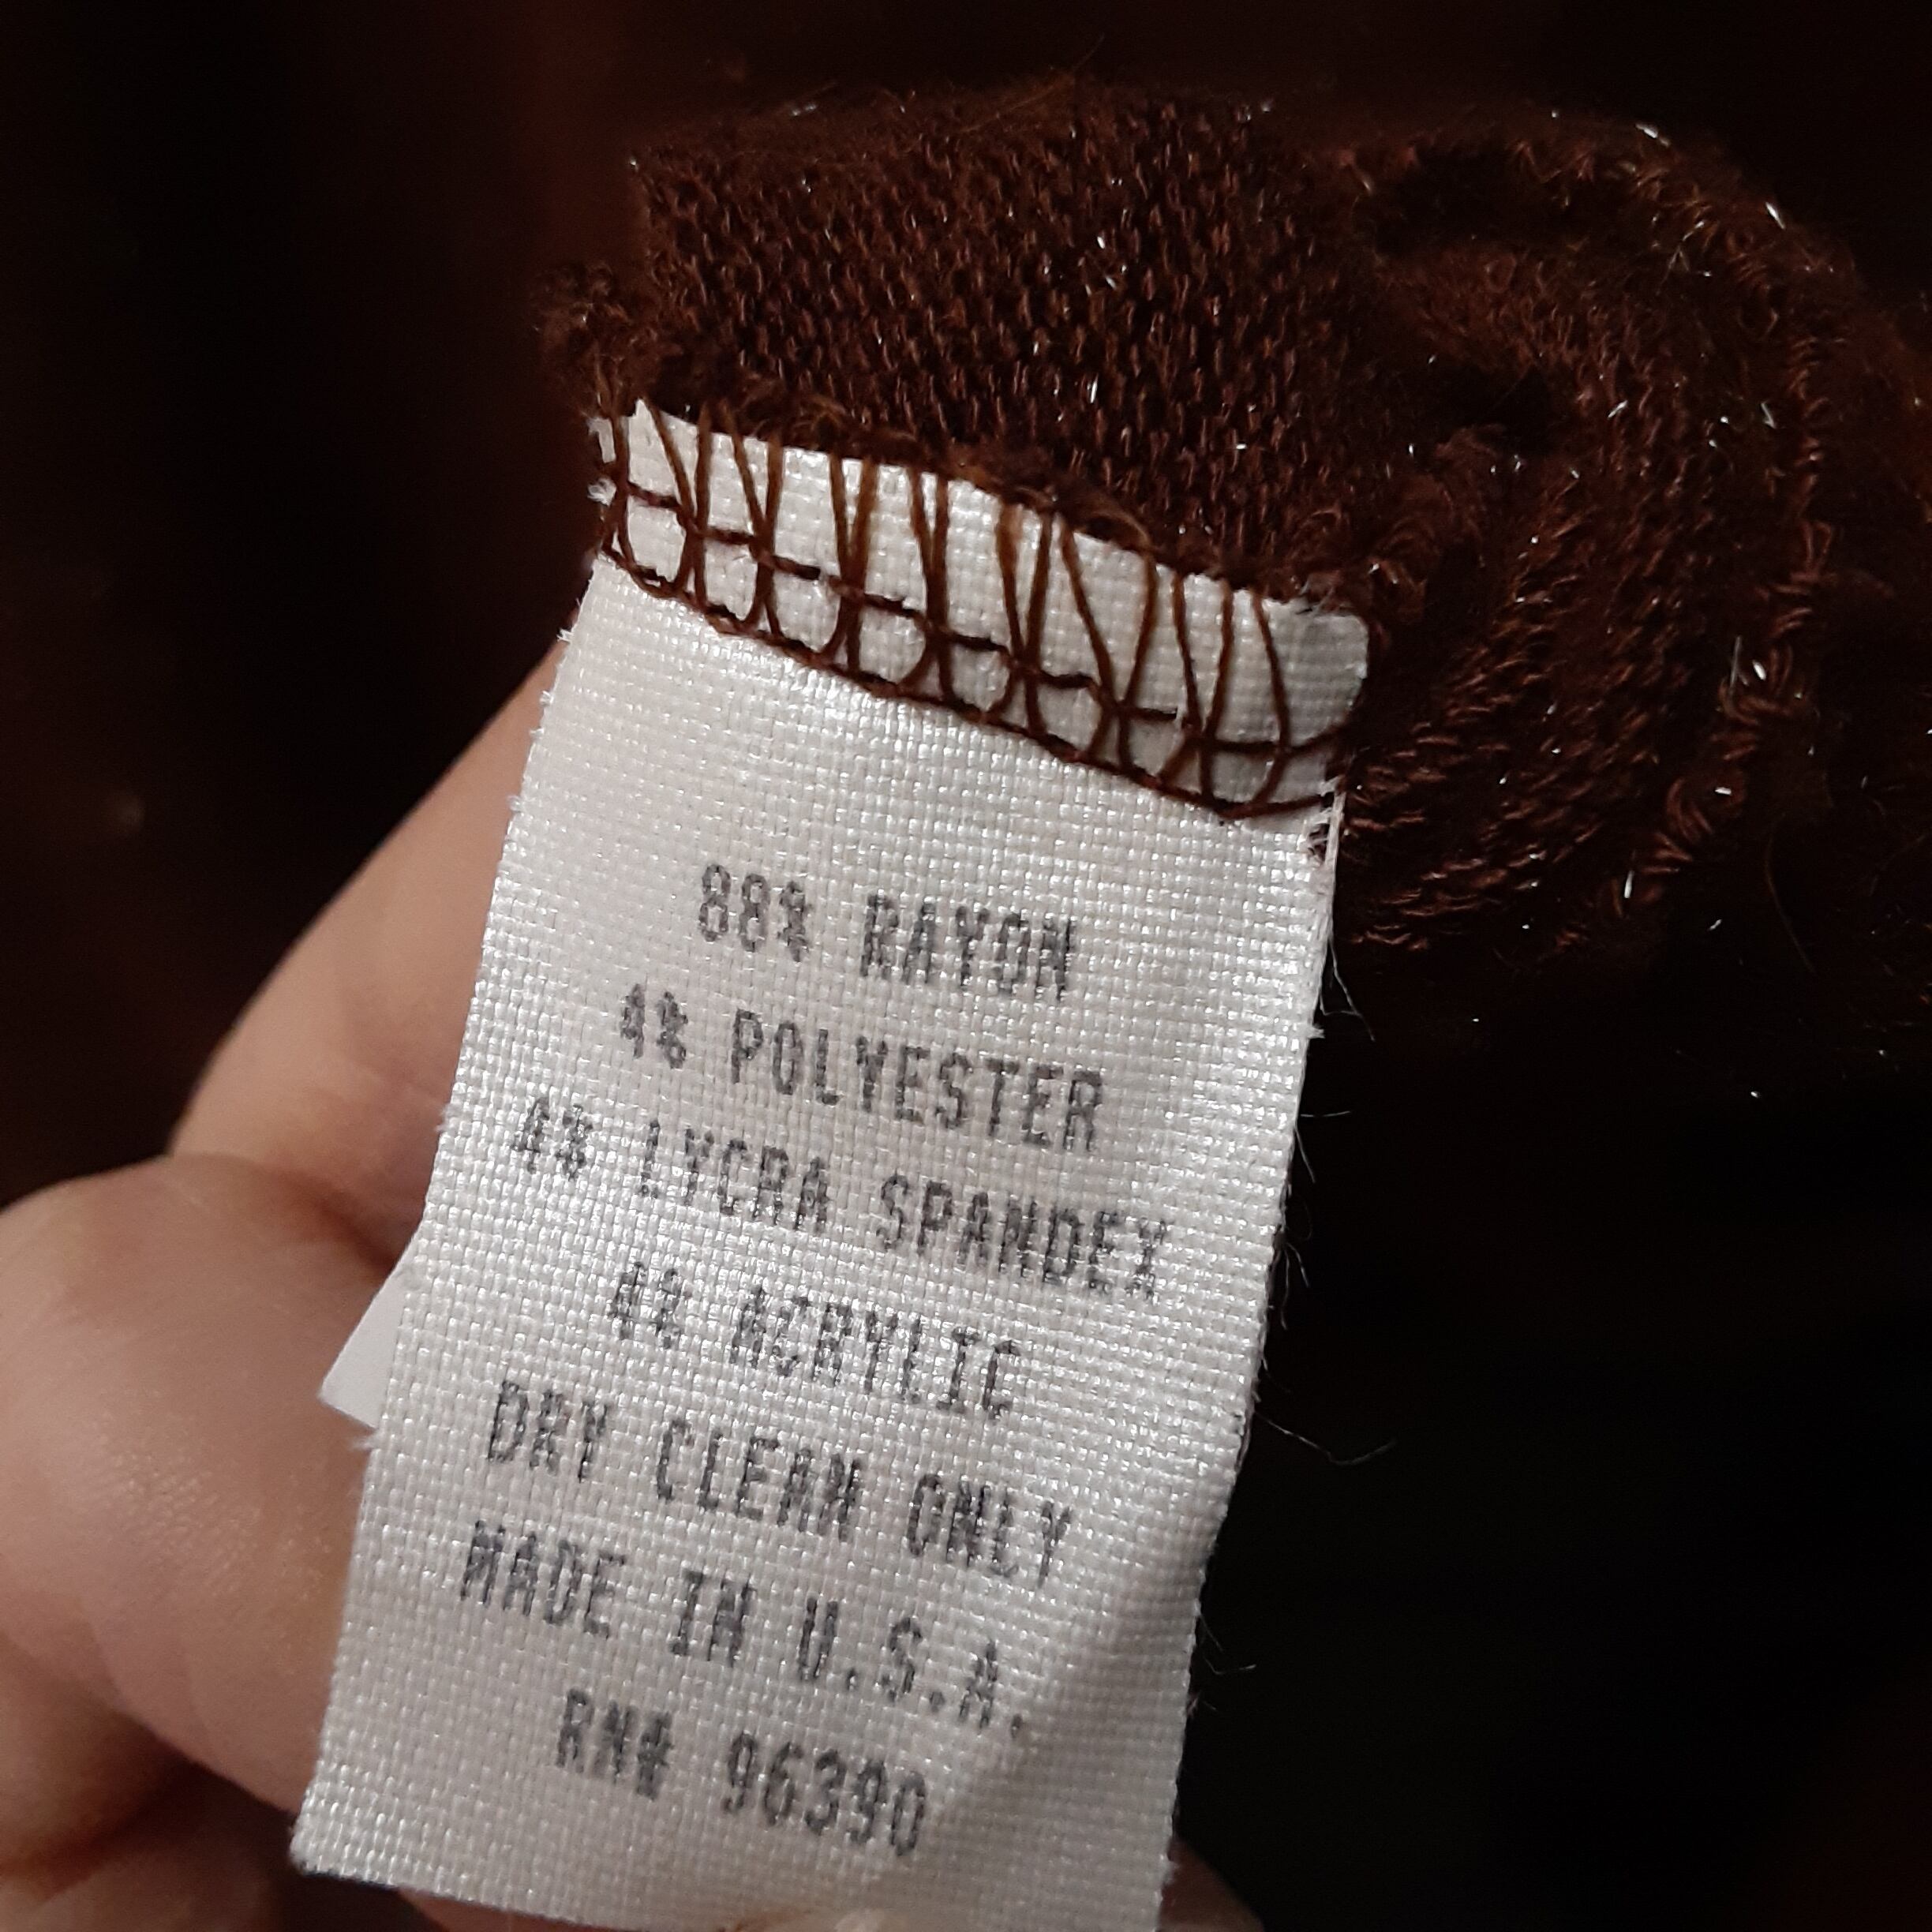 88% RAYON
4% POLYESTER
4% LYCRA SPANDEX
4% ACRYLIC
DRY CLEAN ONLY
MADE IN U.S.A.
RN# 96390